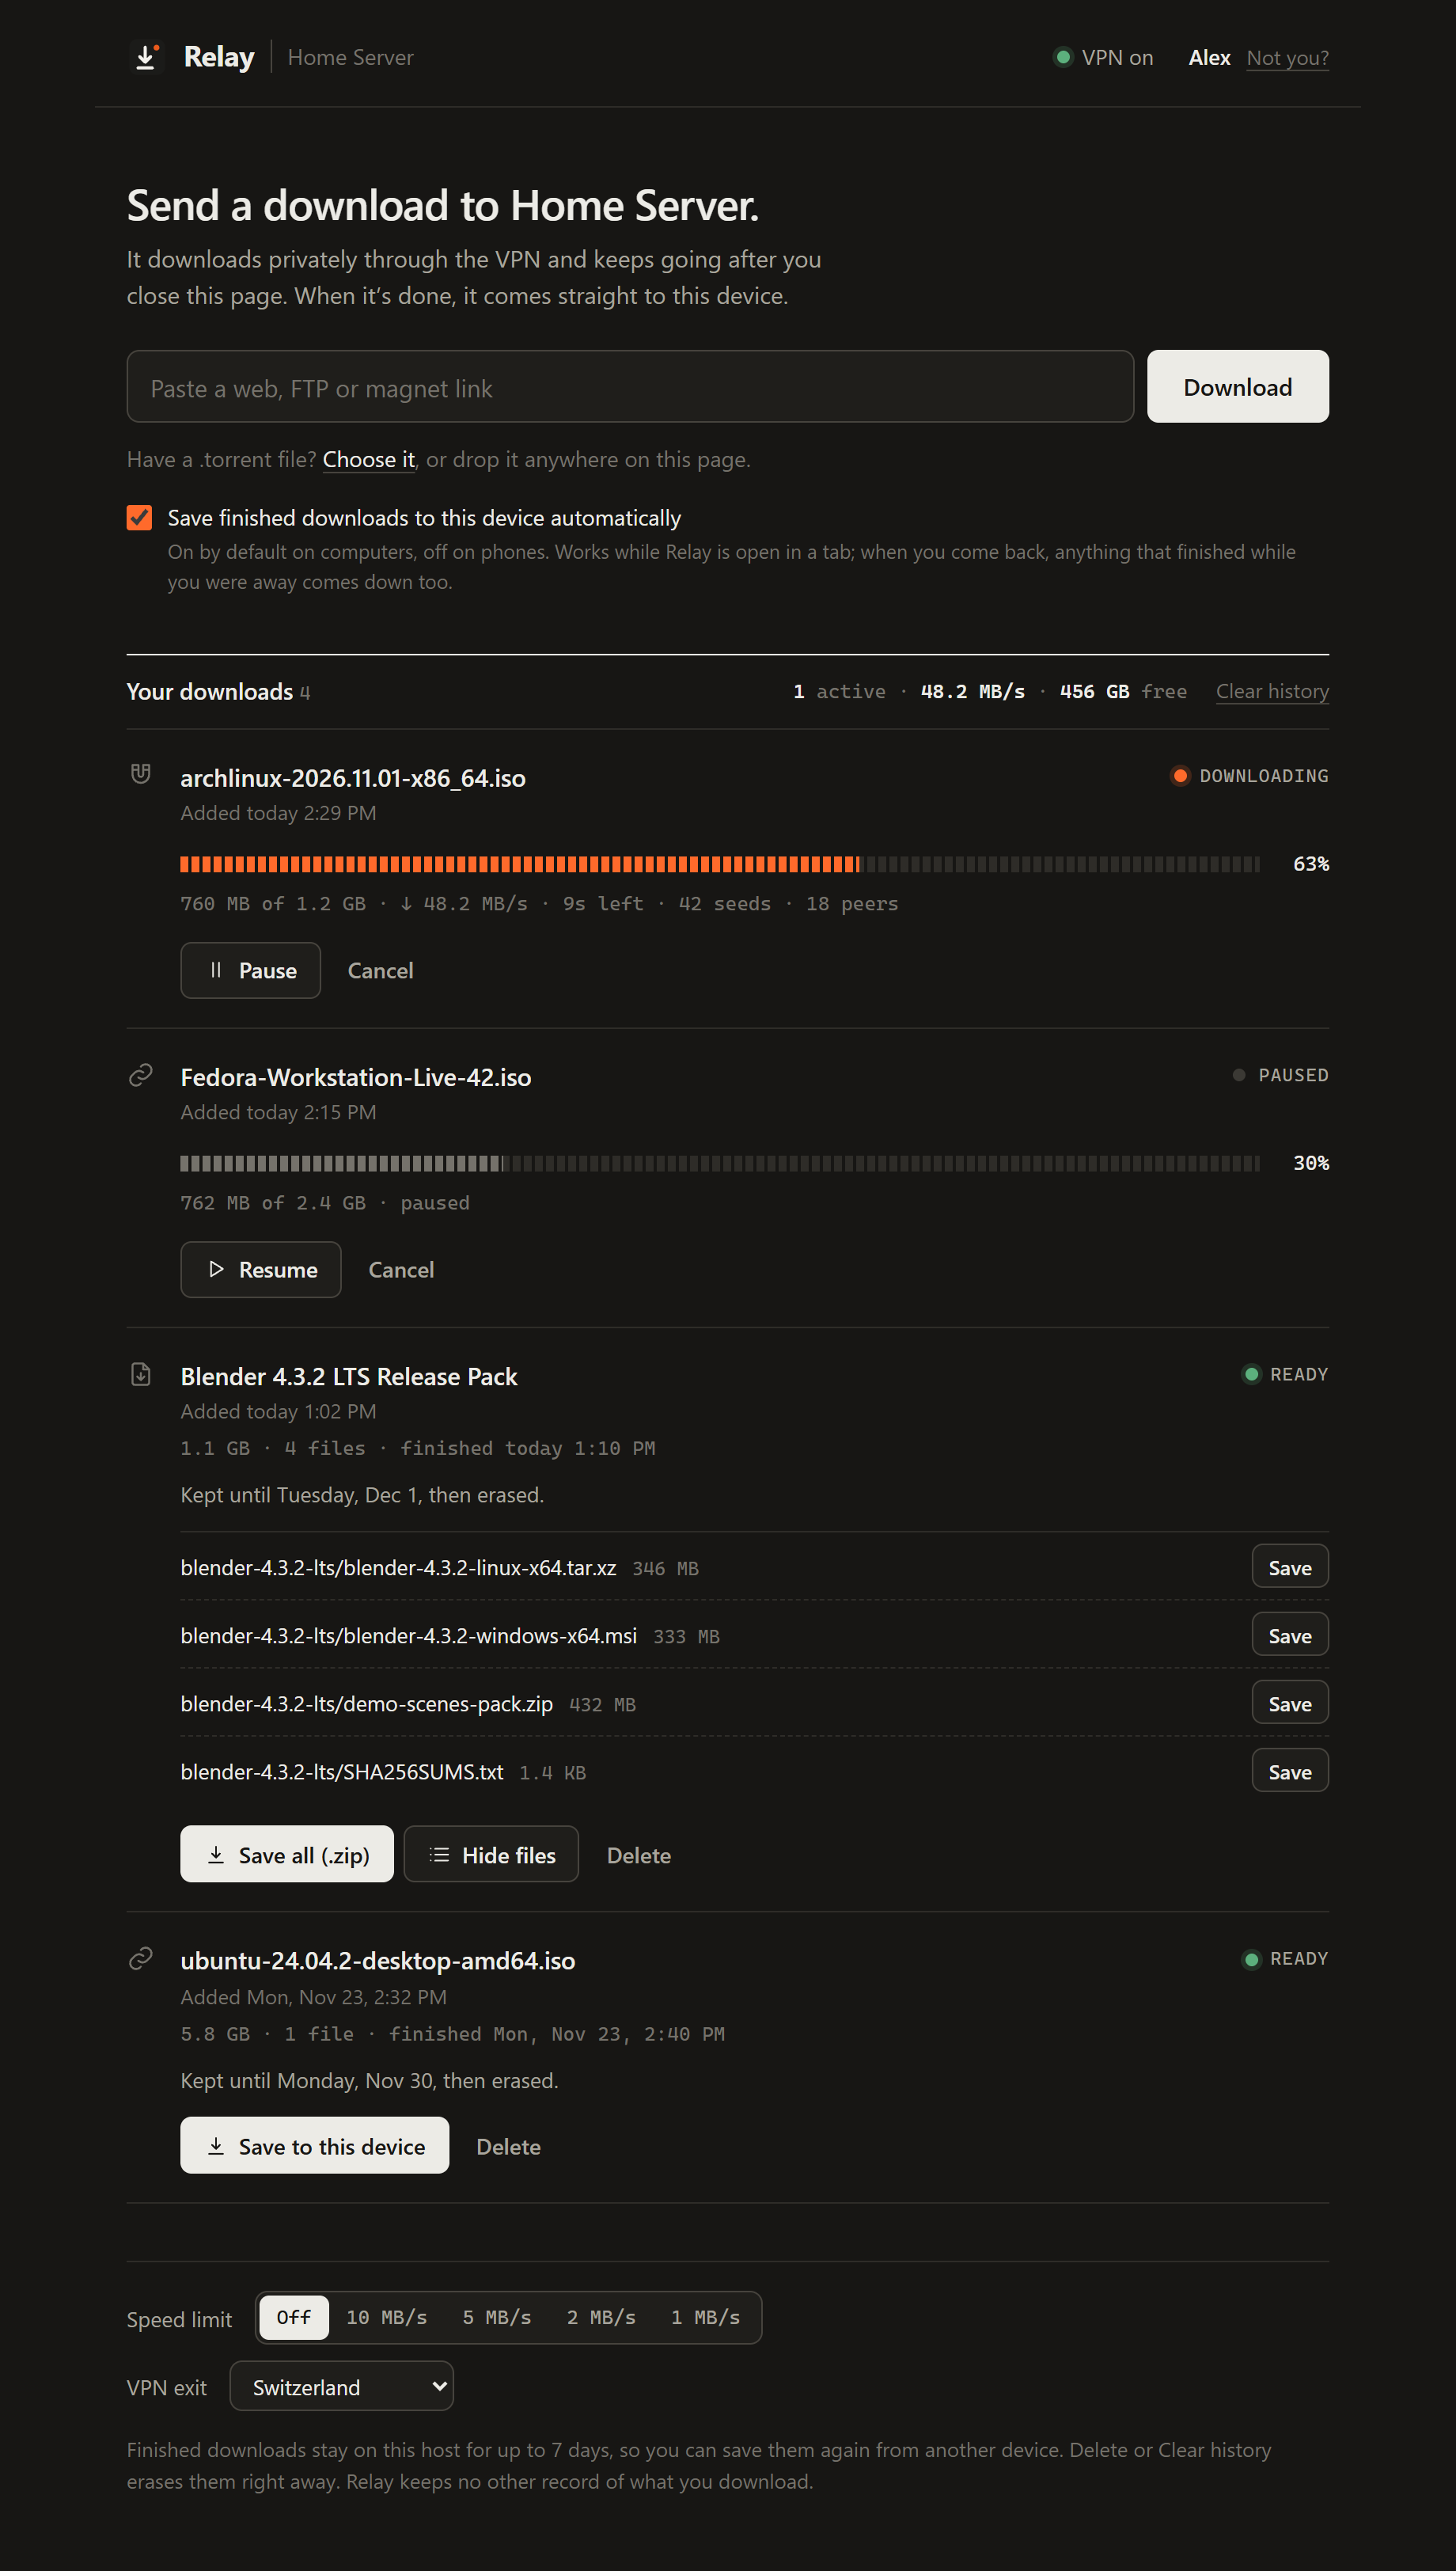 Relay | Home Server
VPN on Alex Not you?
Send a download to Home Server.
It downloads privately through the VPN and keeps going after you
close this page. When it’s done, it comes straight to this device.
Paste a web, FTP or magnet link
Download
Have a .torrent file? Choose it, or drop it anywhere on this page.
Save finished downloads to this device automatically
On by default on computers, off on phones. Works while Relay is open in a tab; when you come back, anything that finished while
you were away comes down too.
Your downloads 4
1 active · 48.2 MB/s · 456 GB free Clear history
archlinux-2026.11.01-x86_64.iso
DOWNLOADING
Added today 2:29 PM
63%
760 MB of 1.2 GB · ↓ 48.2 MB/s · 9s left · 42 seeds · 18 peers
Pause Cancel
Fedora-Workstation-Live-42.iso
PAUSED
Added today 2:15 PM
30%
762 MB of 2.4 GB · paused
Resume Cancel
Blender 4.3.2 LTS Release Pack
READY
Added today 1:02 PM
1.1 GB · 4 files · finished today 1:10 PM
Kept until Tuesday, Dec 1, then erased.
blender-4.3.2-lts/blender-4.3.2-linux-x64.tar.xz 346 MB Save
blender-4.3.2-lts/blender-4.3.2-windows-x64.msi 333 MB Save
blender-4.3.2-lts/demo-scenes-pack.zip 432 MB Save
blender-4.3.2-lts/SHA256SUMS.txt 1.4 KB Save
Save all (.zip) Hide files Delete
ubuntu-24.04.2-desktop-amd64.iso
READY
Added Mon, Nov 23, 2:32 PM
5.8 GB · 1 file · finished Mon, Nov 23, 2:40 PM
Kept until Monday, Nov 30, then erased.
Save to this device Delete
Speed limit Off 10 MB/s 5 MB/s 2 MB/s 1 MB/s
VPN exit Switzerland
Finished downloads stay on this host for up to 7 days, so you can save them again from another device. Delete or Clear history
erases them right away. Relay keeps no other record of what you download.